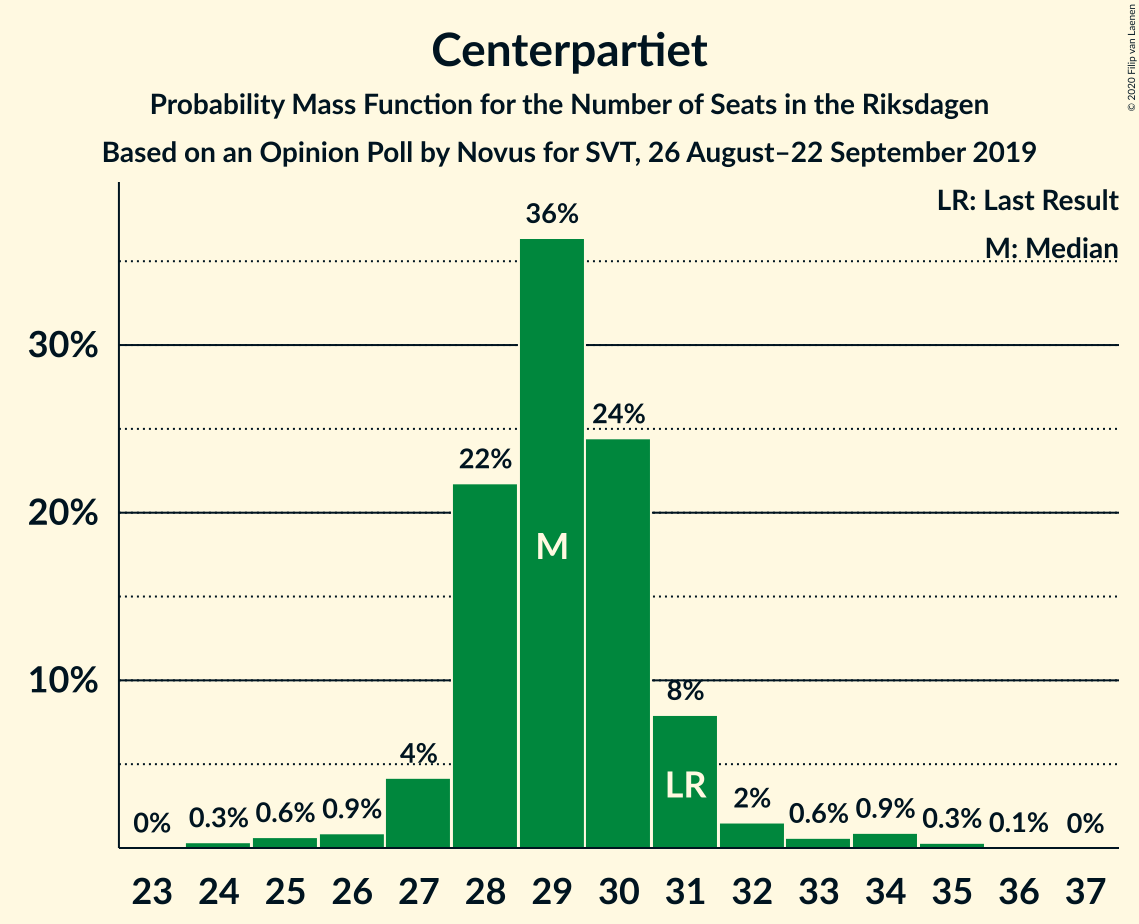 Centerpartiet
Probability Mass Function for the Number of Seats in the Riksdagen
Based on an Opinion Poll by Novus for SVT, 26 August–22 September 2019
© 2020 Filip van Laenen
LR: Last Result
M: Median
36%
30%
24%
22%
20%
M
10%
8%
LR
4%
0% 0.3% 0.6% 0.9% 2% 0.6% 0.9% 0.3% 0.1% 0%
23 24 25 26 27 28 29 30 31 32 33 34 35 36 37